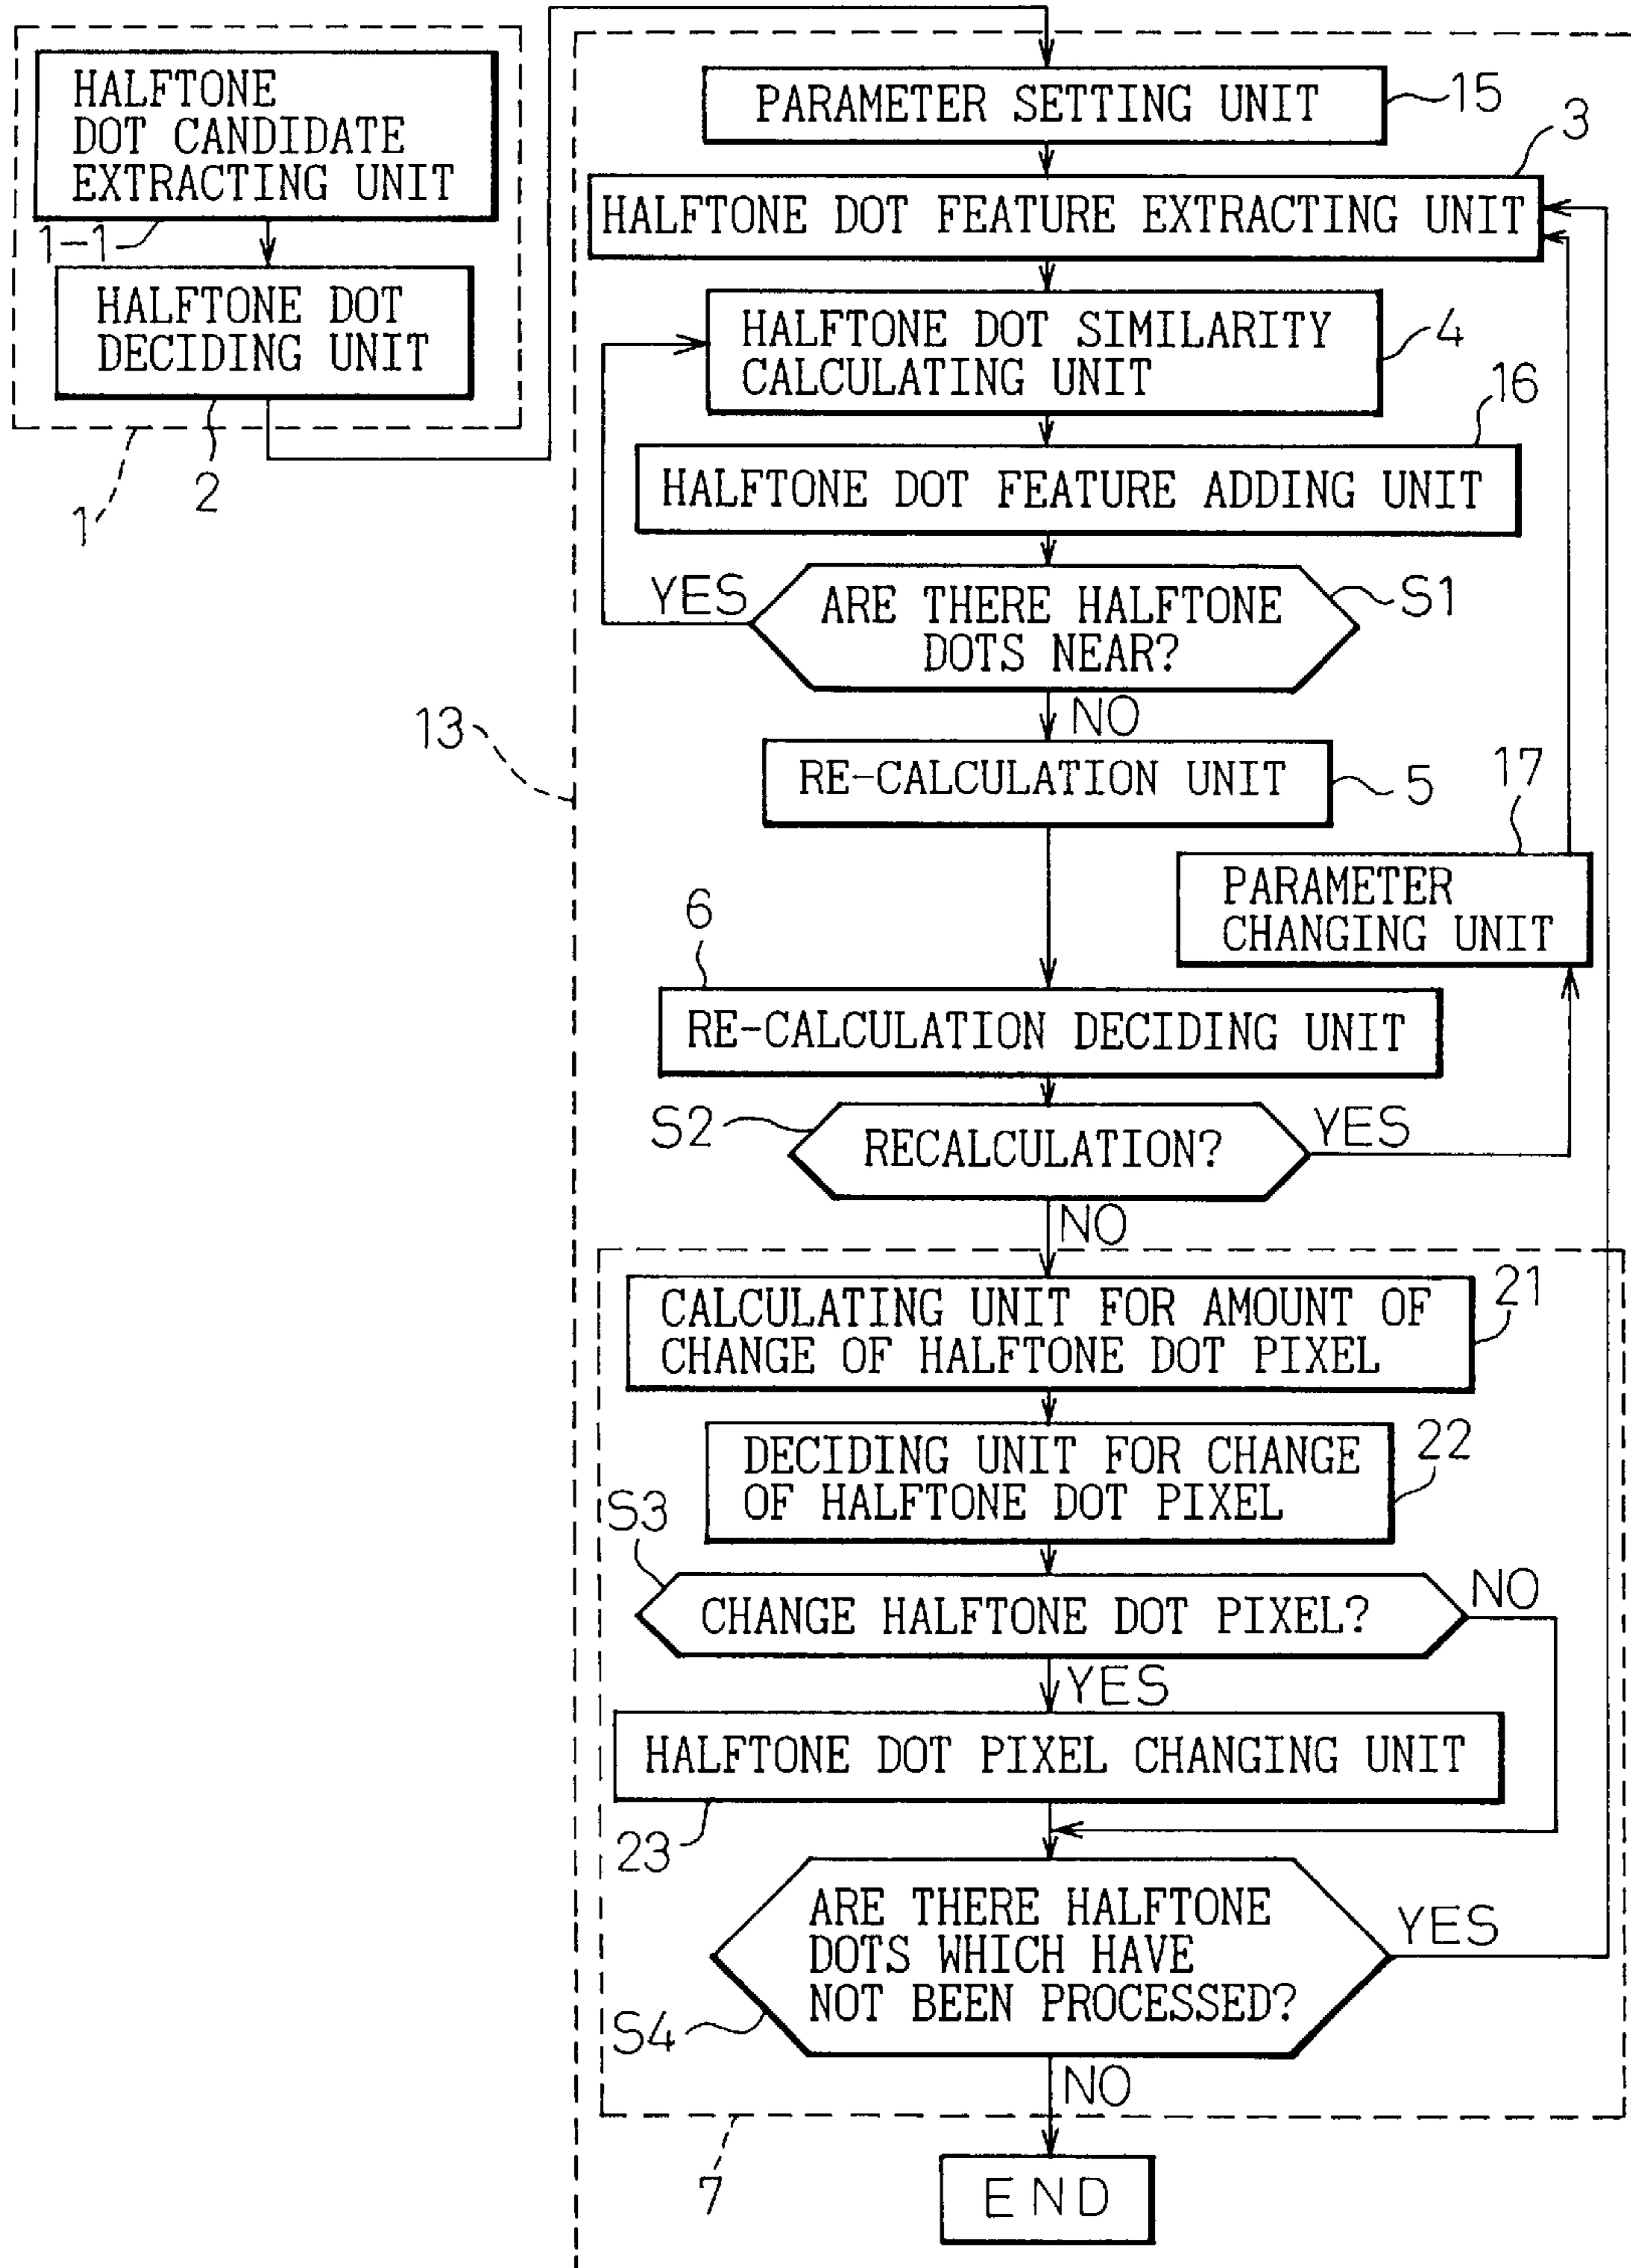 HALFTONE
DOT CANDIDATE
EXTRACTING UNIT
1-1
HALFTONE DOT
DECIDING UNIT
2
1
PARAMETER SETTING UNIT
15
3
HALFTONE DOT FEATURE EXTRACTING UNIT
HALFTONE DOT SIMILARITY
CALCULATING UNIT
4
16
HALFTONE DOT FEATURE ADDING UNIT
YES
ARE THERE HALFTONE
DOTS NEAR?
S1
NO
13
RE-CALCULATION UNIT
5
17
PARAMETER
CHANGING UNIT
6
RE-CALCULATION DECIDING UNIT
S2
RECALCULATION?
YES
NO
CALCULATING UNIT FOR AMOUNT OF
CHANGE OF HALFTONE DOT PIXEL
21
DECIDING UNIT FOR CHANGE
OF HALFTONE DOT PIXEL
22
S3
CHANGE HALFTONE DOT PIXEL?
NO
YES
HALFTONE DOT PIXEL CHANGING UNIT
23
ARE THERE HALFTONE
DOTS WHICH HAVE
NOT BEEN PROCESSED?
YES
S4
NO
7
END